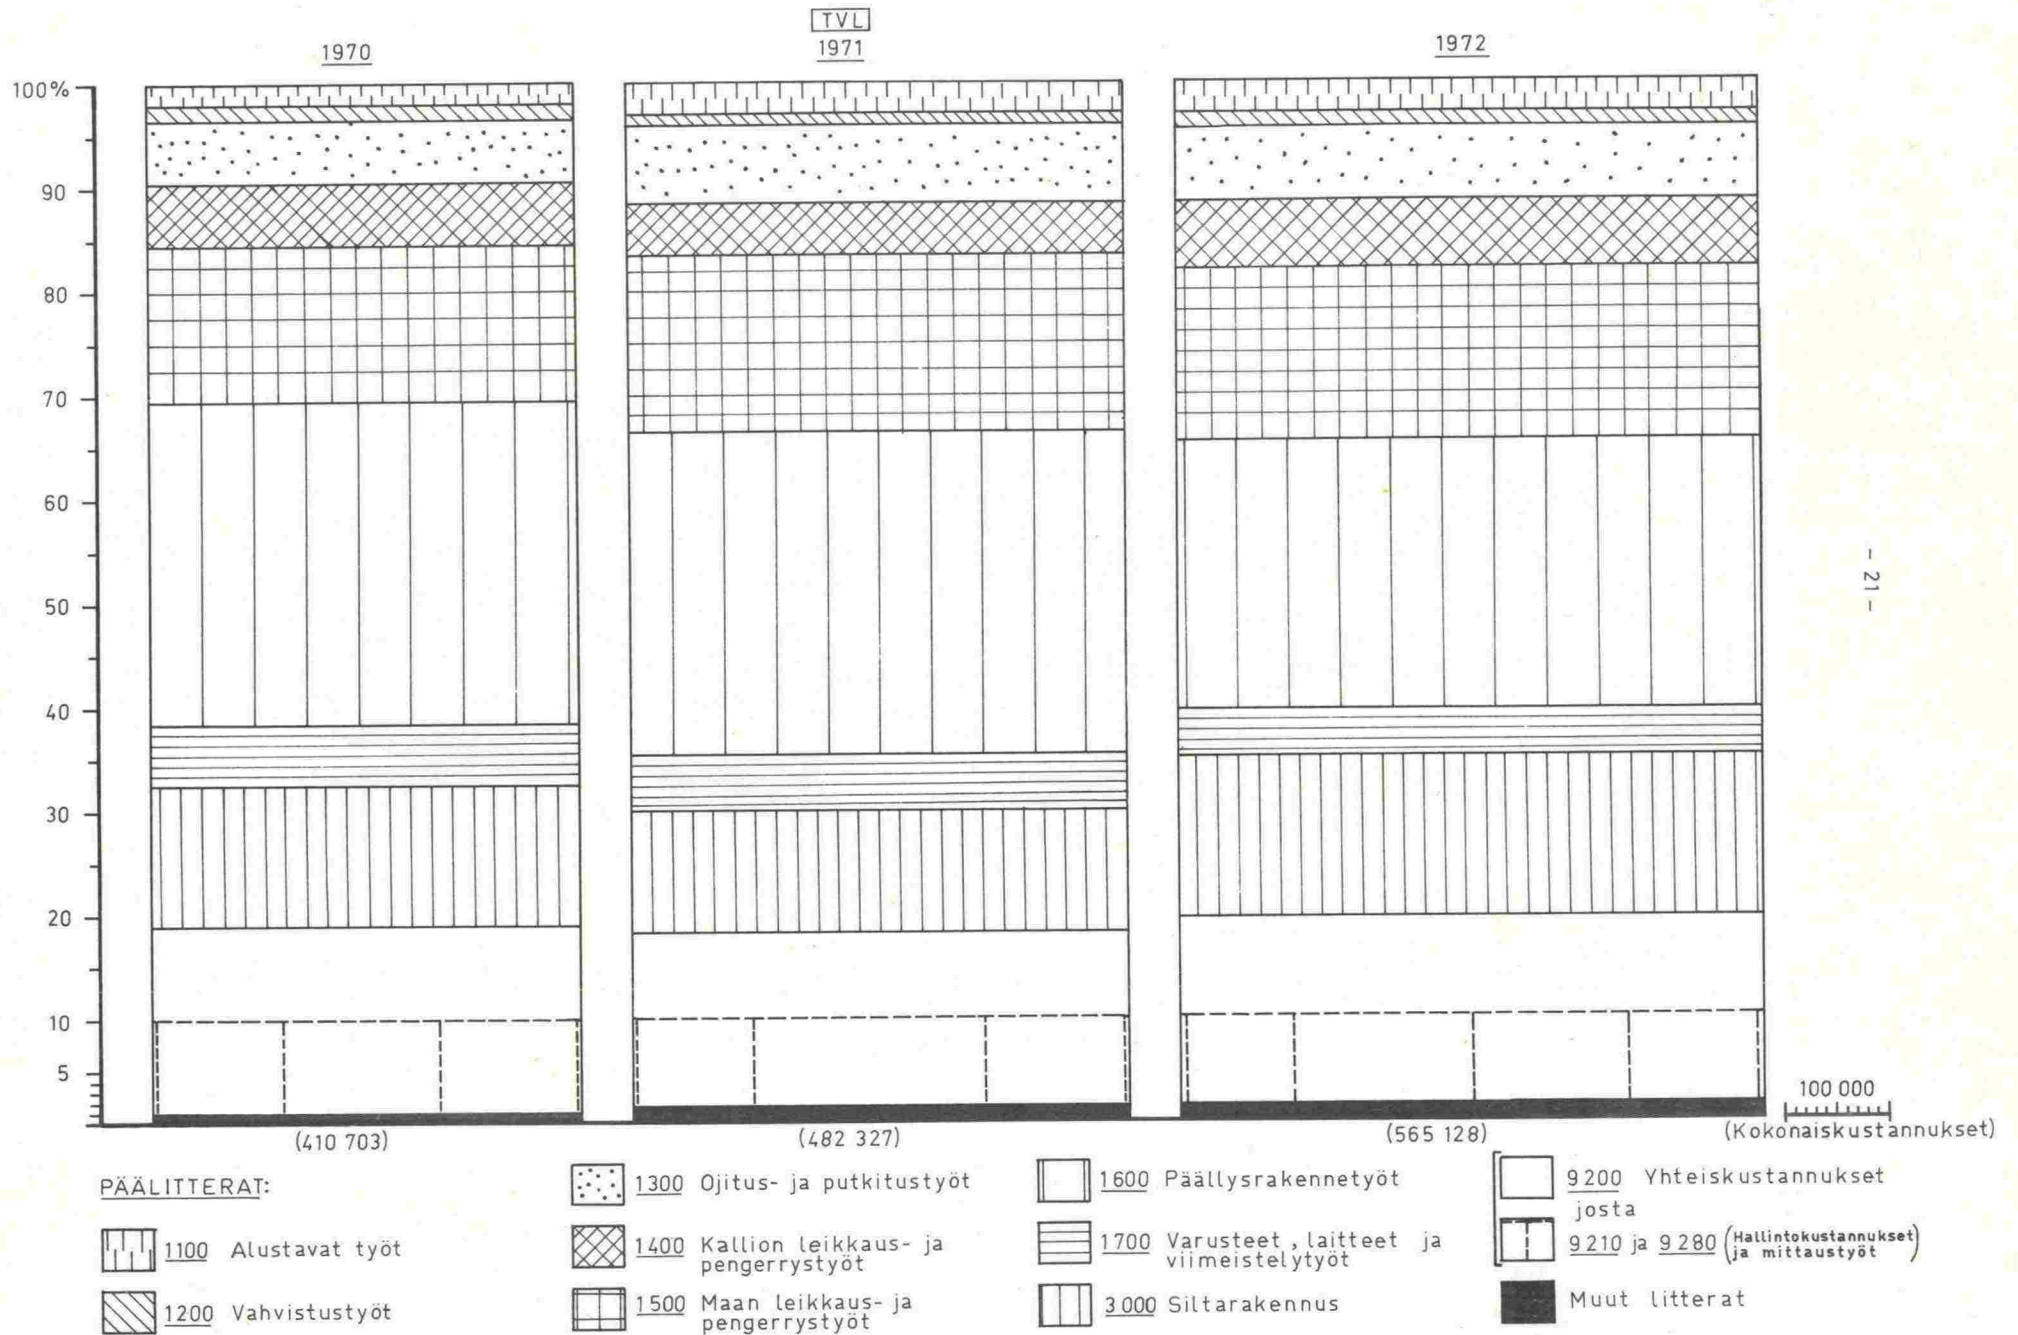 TVL
1970
1971
1972
100%
90
80
70
60
50
40
30
20
10
5
- 21 -
100 000
(410 703)
(482 327)
(565 128)
(Kokonaiskustannukset)
PÄÄLITTERAT:
1100 Alustavat työt
1200 Vahvistustyöt
1300 Ojitus- ja putkitustyöt
1400 Kallion leikkaus- ja
pengerrystyöt
1500 Maan leikkaus- ja
pengerrystyöt
1600 Päällysrakennetyöt
1700 Varusteet, laitteet ja
viimeistelytyöt
3000 Siltarakennus
9200 Yhteiskustannukset
josta
9210 ja 9280 (Hallintokustannukset
ja mittaustyöt)
Muut litterat